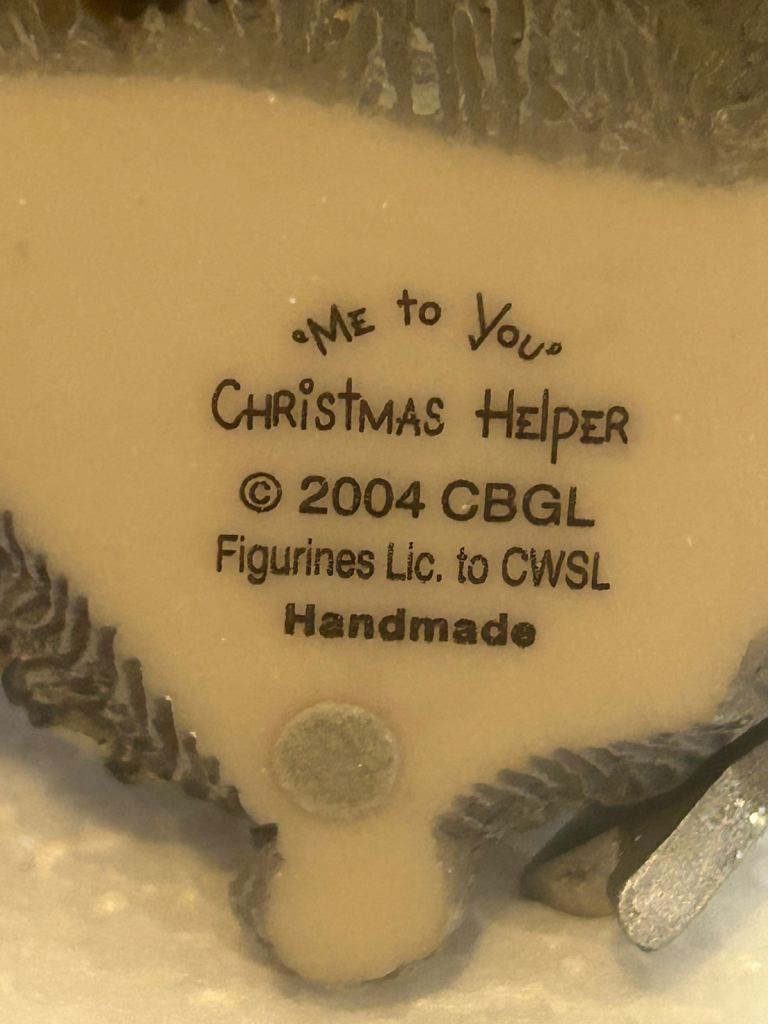 •Me to You•
Christmas Helper
© 2004 CBGL
Figurines Lic. to CWSL
Handmade